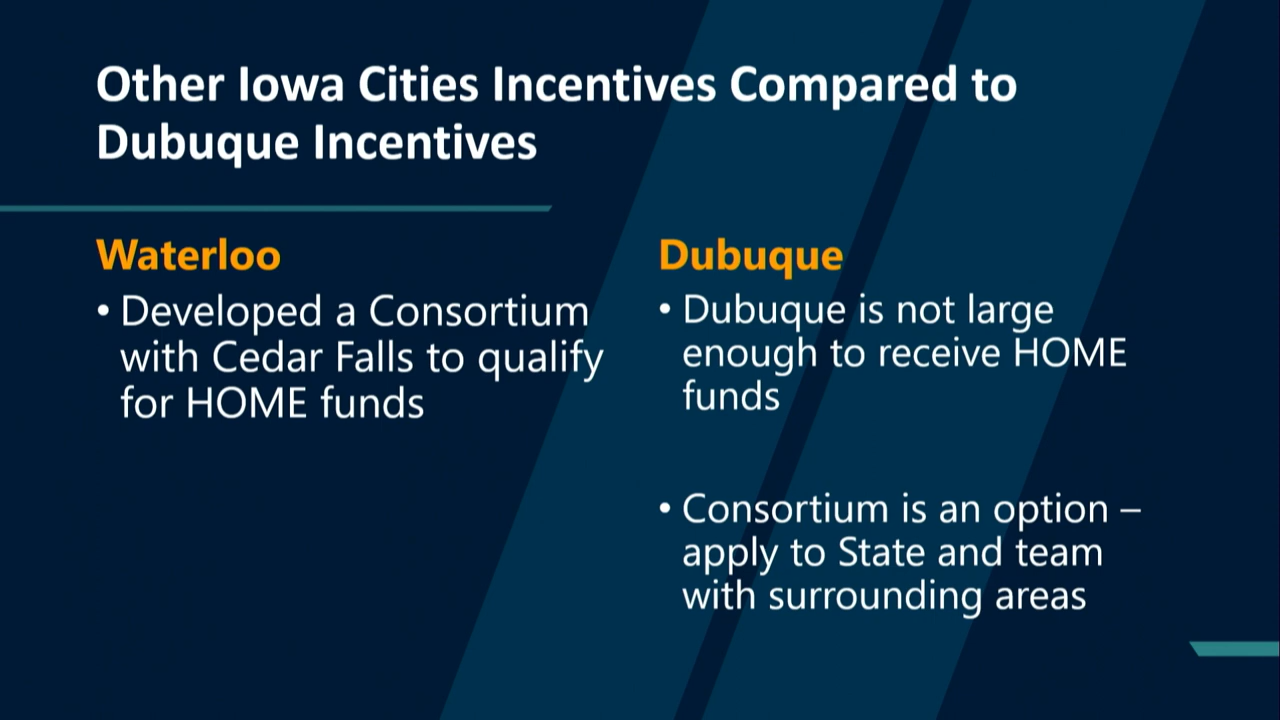 Other Iowa Cities Incentives Compared to
Dubuque Incentives
Waterloo
• Developed a Consortium
with Cedar Falls to qualify
for HOME funds
Dubuque
• Dubuque is not large
enough to receive HOME
funds
• Consortium is an option –
apply to State and team
with surrounding areas